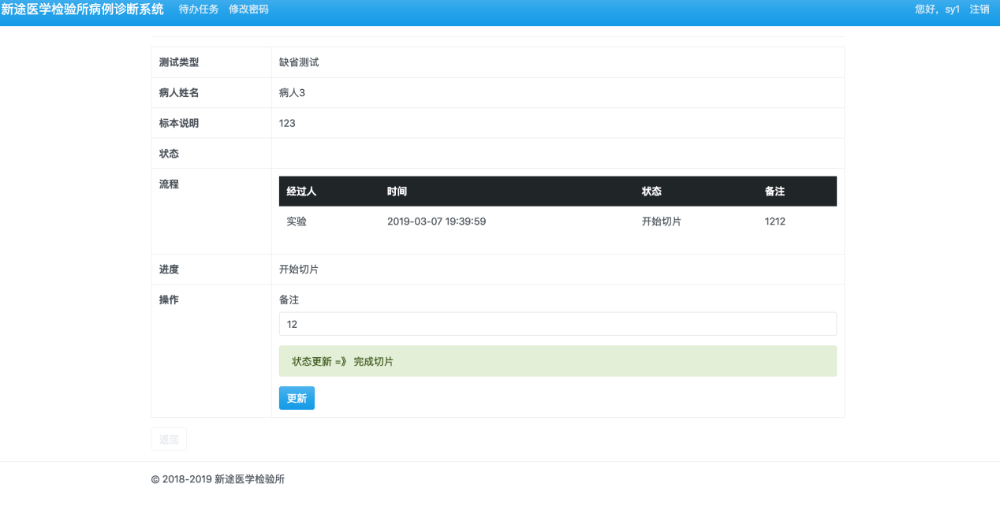 新途医学检验所病例诊断系统 待办任务 修改密码 您好，sy1 注销
测试类型 缺省测试
病人姓名 病人3
标本说明 123
状态
流程 经过人 时间 状态 备注
实验 2019-03-07 19:39:59 开始切片 1212
进度 开始切片
操作 备注
12
状态更新 =》 完成切片
更新
返回
© 2018-2019 新途医学检验所